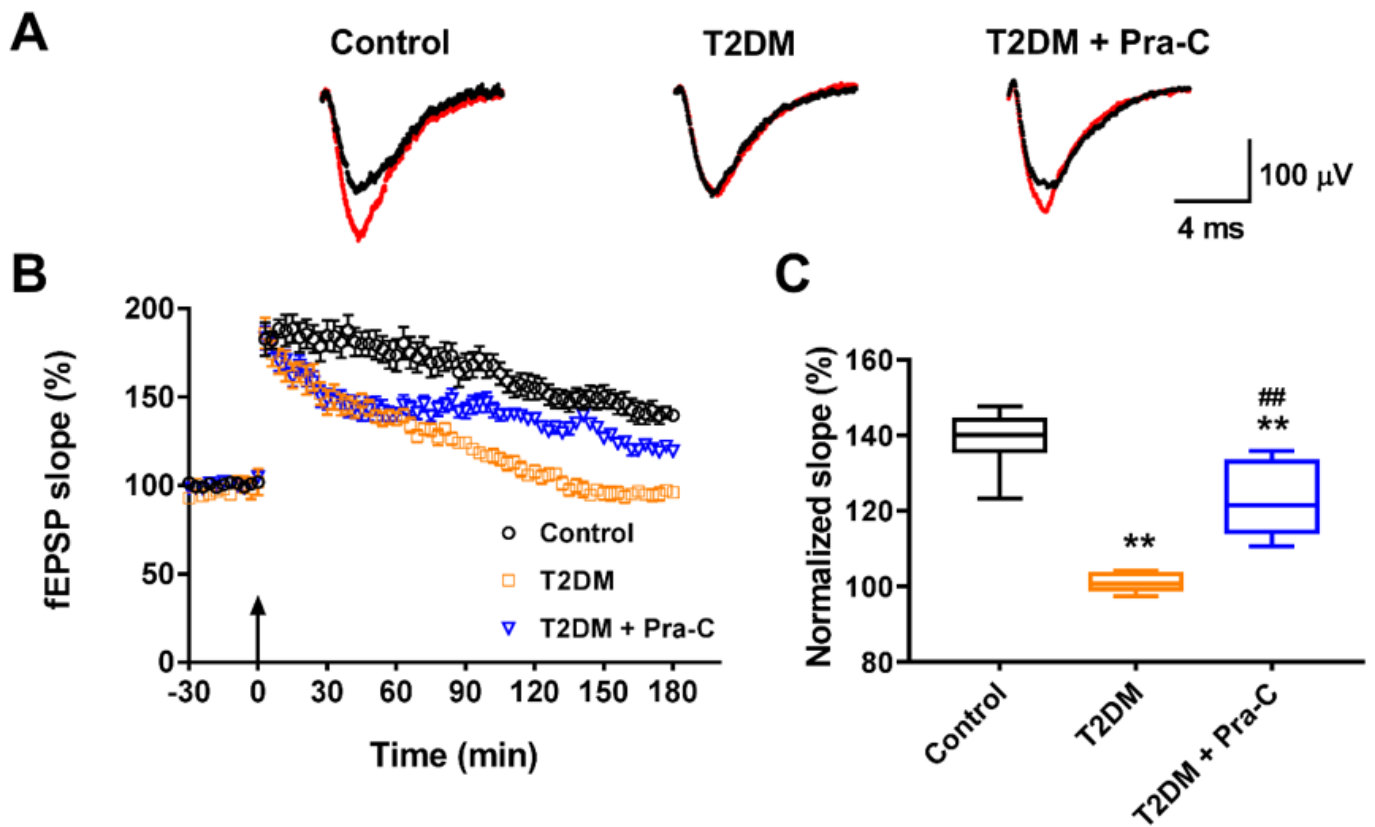 A
Control
T2DM
T2DM + Pra-C
100 μV
4 ms
B
fEPSP slope (%)
200
150
100
50
0
-30 0 30 60 90 120 150 180
Time (min)
Control
T2DM
T2DM + Pra-C
C
Normalized slope (%)
160
140
120
100
80
**
##
**
Control
T2DM
T2DM + Pra-C